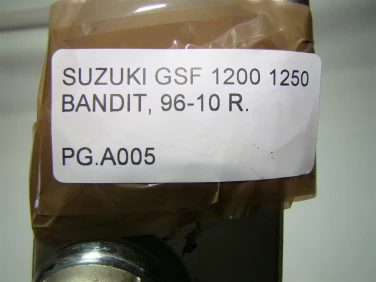 SUZUKI GSF 1200 1250
BANDIT, 96-10 R.
PG.A005